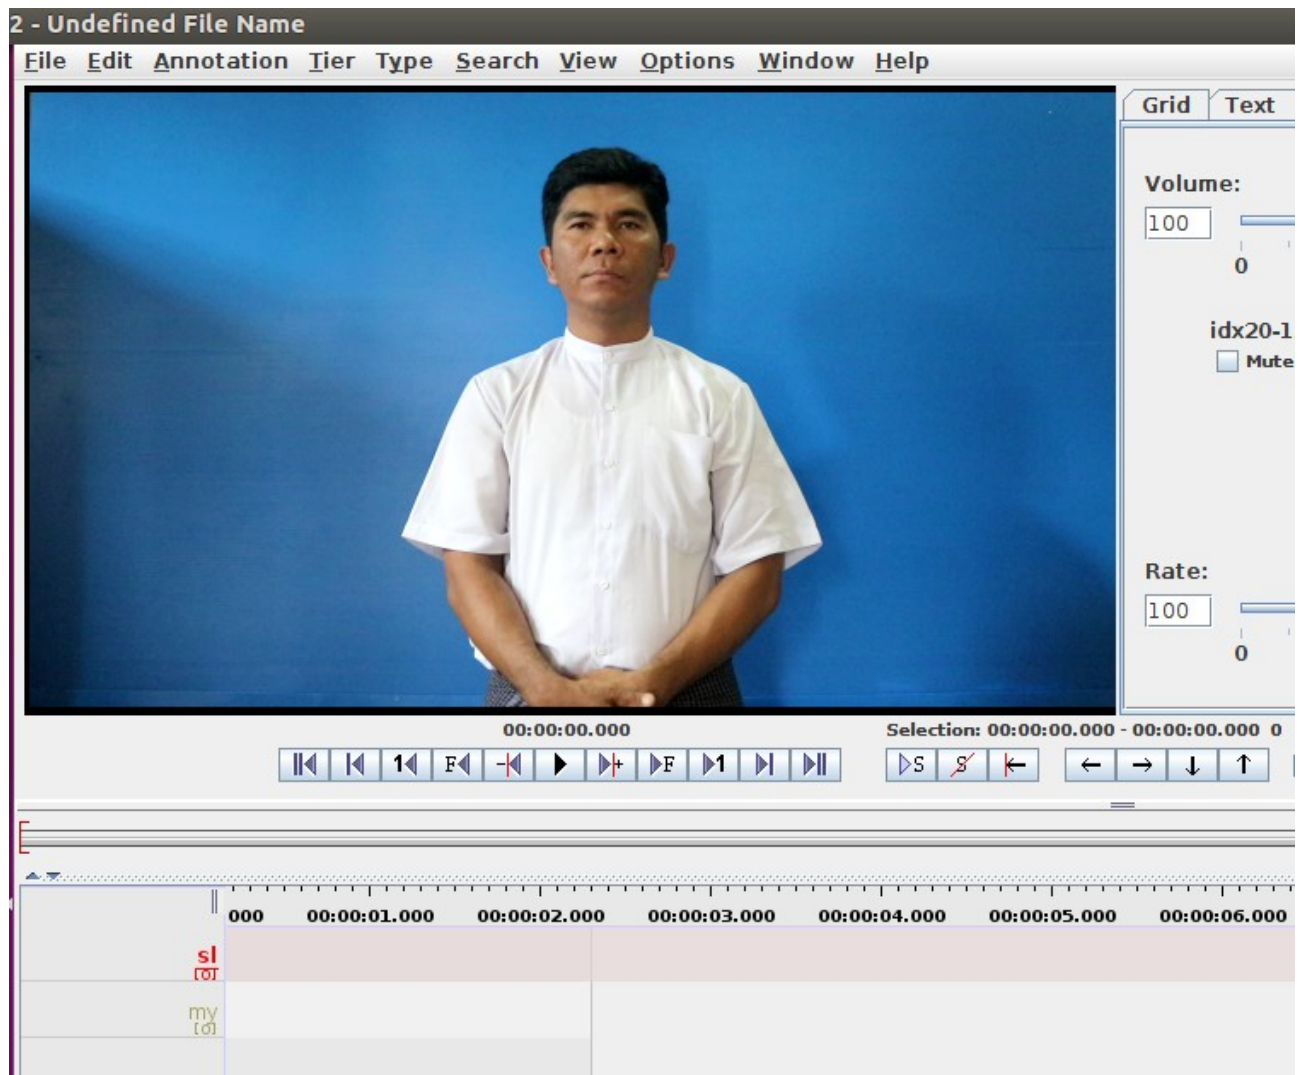 2 - Undefined File Name
File Edit Annotation Tier Type Search View Options Window Help
Grid Text
Volume:
100
0
idx20-1
Mute
Rate:
100
0
00:00:00.000
Selection: 00:00:00.000 - 00:00:00.000 0
1 F - + F 1 S S
000 00:00:01.000 00:00:02.000 00:00:03.000 00:00:04.000 00:00:05.000 00:00:06.000
sl
[0]
my
[0]